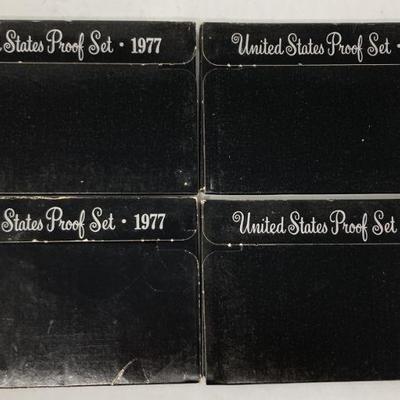 States Proof Set • 1977
United States Proof Set •
States Proof Set • 1977
United States Proof Set